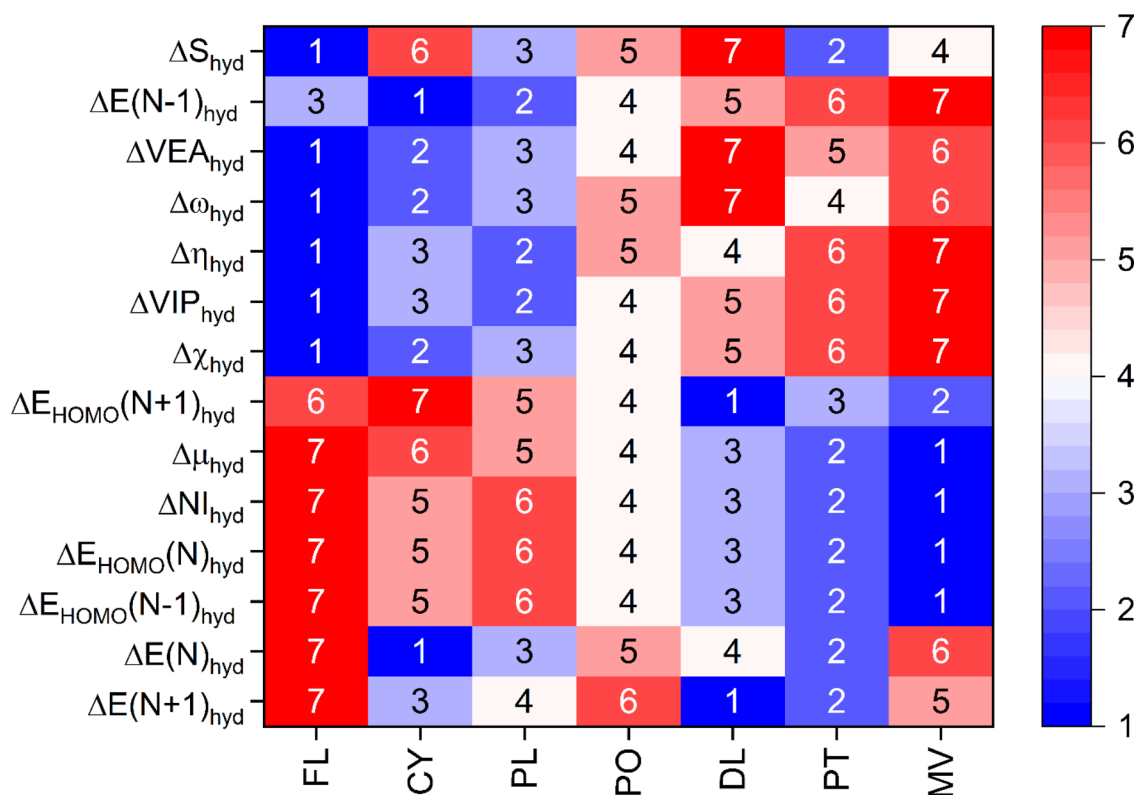 ΔS_hyd 1 6 3 5 7 2 4
ΔE(N-1)_hyd 3 1 2 4 5 6 7
ΔVEA_hyd 1 2 3 4 7 5 6
Δω_hyd 1 2 3 5 7 4 6
Δη_hyd 1 3 2 5 4 6 7
ΔVIP_hyd 1 3 2 4 5 6 7
Δχ_hyd 1 2 3 4 5 6 7
ΔE_HOMO(N+1)_hyd 6 7 5 4 1 3 2
Δμ_hyd 7 6 5 4 3 2 1
ΔNI_hyd 7 5 6 4 3 2 1
ΔE_HOMO(N)_hyd 7 5 6 4 3 2 1
ΔE_HOMO(N-1)_hyd 7 5 6 4 3 2 1
ΔE(N)_hyd 7 1 3 5 4 2 6
ΔE(N+1)_hyd 7 3 4 6 1 2 5
FL CY PL PO DL PT MV
7
6
5
4
3
2
1